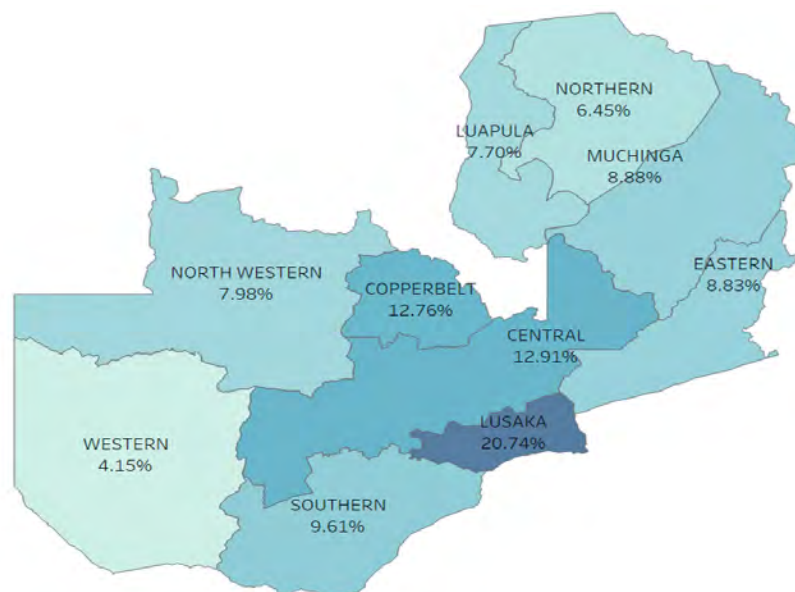 NORTHERN
6.45%
LUAPULA
7.70%
MUCHINGA
8.88%
NORTH WESTERN
7.98%
COPPERBELT
12.76%
EASTERN
8.83%
CENTRAL
12.91%
LUSAKA
20.74%
WESTERN
4.15%
SOUTHERN
9.61%